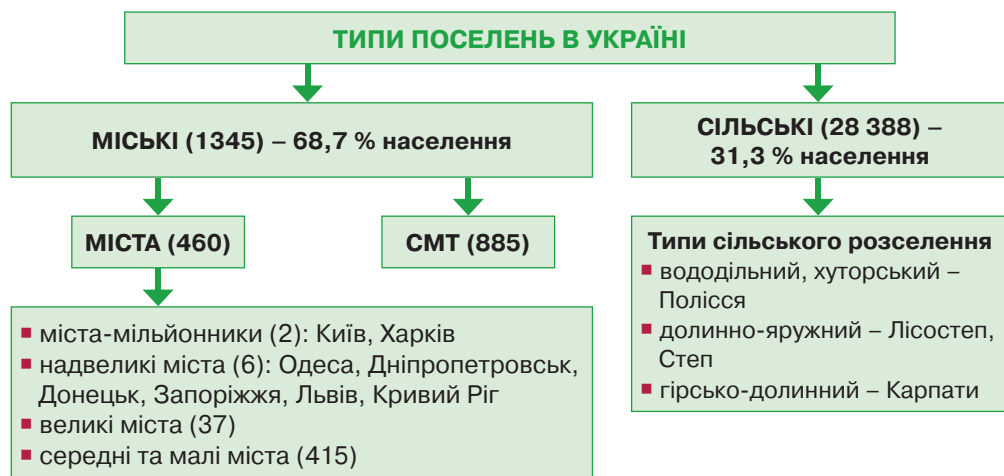 ТИПИ ПОСЕЛЕНЬ В УКРАЇНІ
МІСЬКІ (1345) – 68,7 % населення
СІЛЬСЬКІ (28 388) –
31,3 % населення
МІСТА (460)
СМТ (885)
міста-мільйонники (2): Київ, Харків
надвеликі міста (6): Одеса, Дніпропетровськ,
Донецьк, Запоріжжя, Львів, Кривий Ріг
великі міста (37)
середні та малі міста (415)
Типи сільського розселення
вододільний, хуторський –
Полісся
долинно-яружний – Лісостеп,
Степ
гірсько-долинний – Карпати